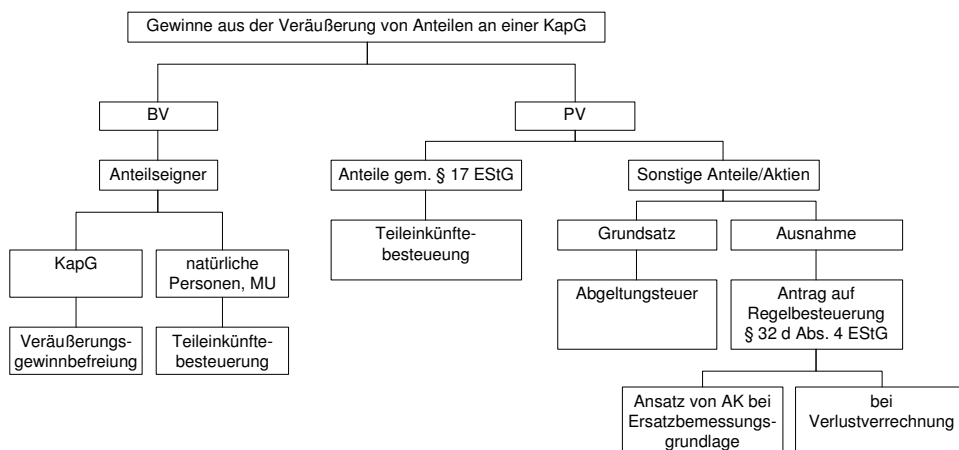 Gewinne aus der Veräußerung von Anteilen an einer KapG
BV
PV
Anteilseigner
Anteile gem. § 17 EStG
Sonstige Anteile/Aktien
KapG
natürliche
Personen, MU
Teileinkünfte-
besteueung
Grundsatz
Ausnahme
Veräußerungs-
gewinnbefreiung
Teileinkünfte-
besteuerung
Abgeltungsteuer
Antrag auf
Regelbesteuerung
§ 32 d Abs. 4 EStG
Ansatz von AK bei
Ersatzbemessungs-
grundlage
bei
Verlustverrechnung